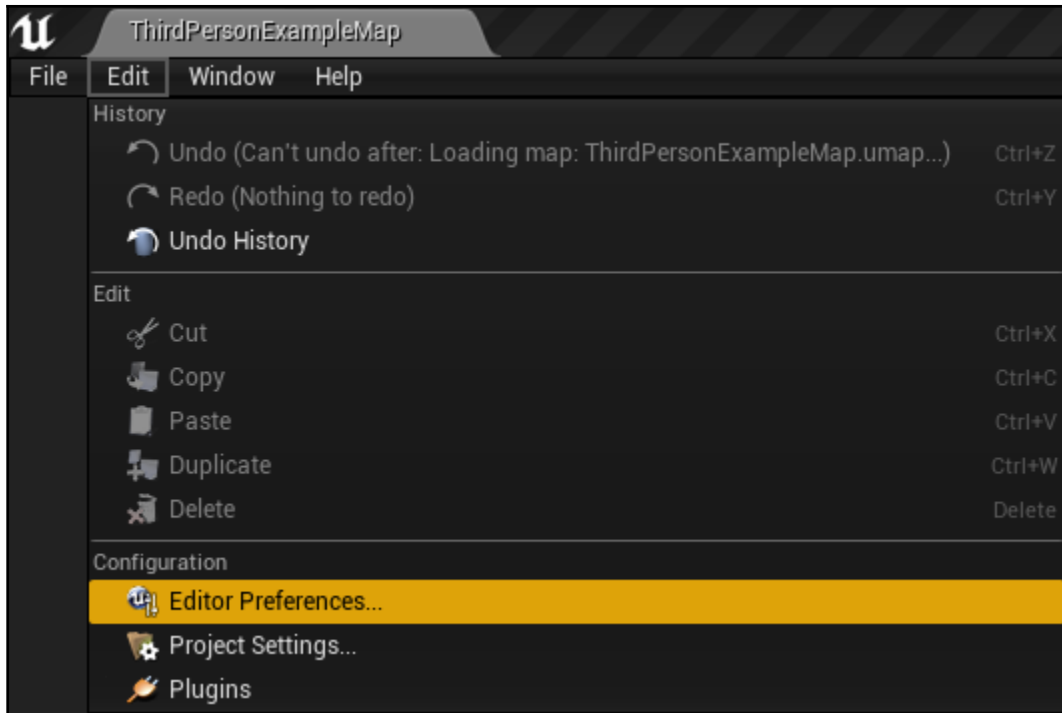 ThirdPersonExampleMap
File Edit Window Help
History
Undo (Can't undo after: Loading map: ThirdPersonExampleMap.umap...) Ctrl+Z
Redo (Nothing to redo) Ctrl+Y
Undo History
Edit
Cut Ctrl+X
Copy Ctrl+C
Paste Ctrl+V
Duplicate Ctrl+W
Delete Delete
Configuration
Editor Preferences...
Project Settings...
Plugins